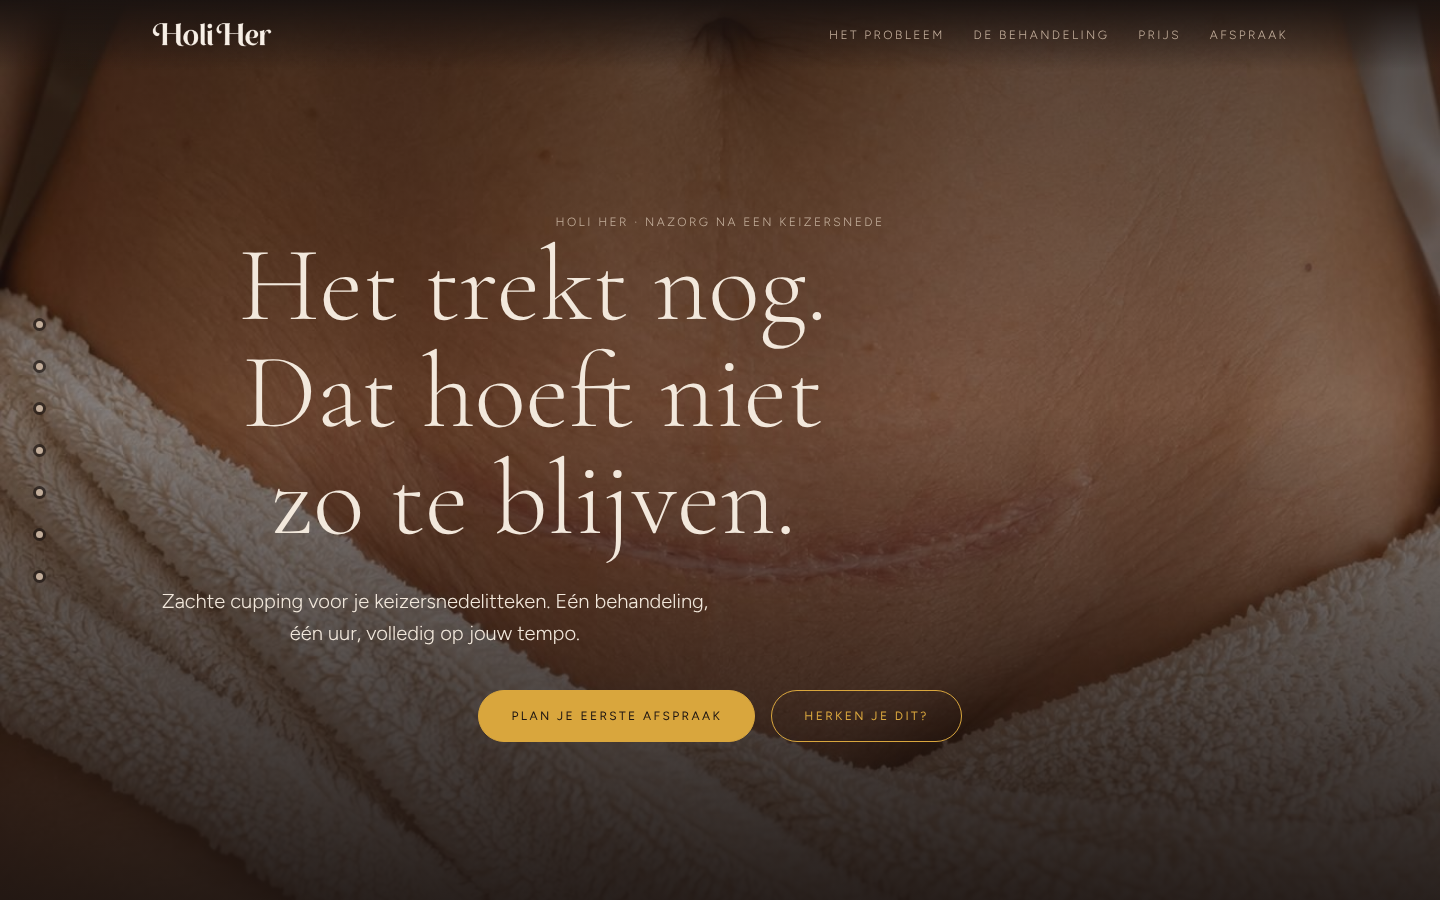 Holi Her
HET PROBLEEM
DE BEHANDELING
PRIJS
AFSPRAAK
HOLI HER · NAZORG NA EEN KEIZERSNEDE
Het trekt nog.
Dat hoeft niet
zo te blijven.
Zachte cupping voor je keizersnedelitteken. Eén behandeling,
één uur, volledig op jouw tempo.
PLAN JE EERSTE AFSPRAAK
HERKEN JE DIT?